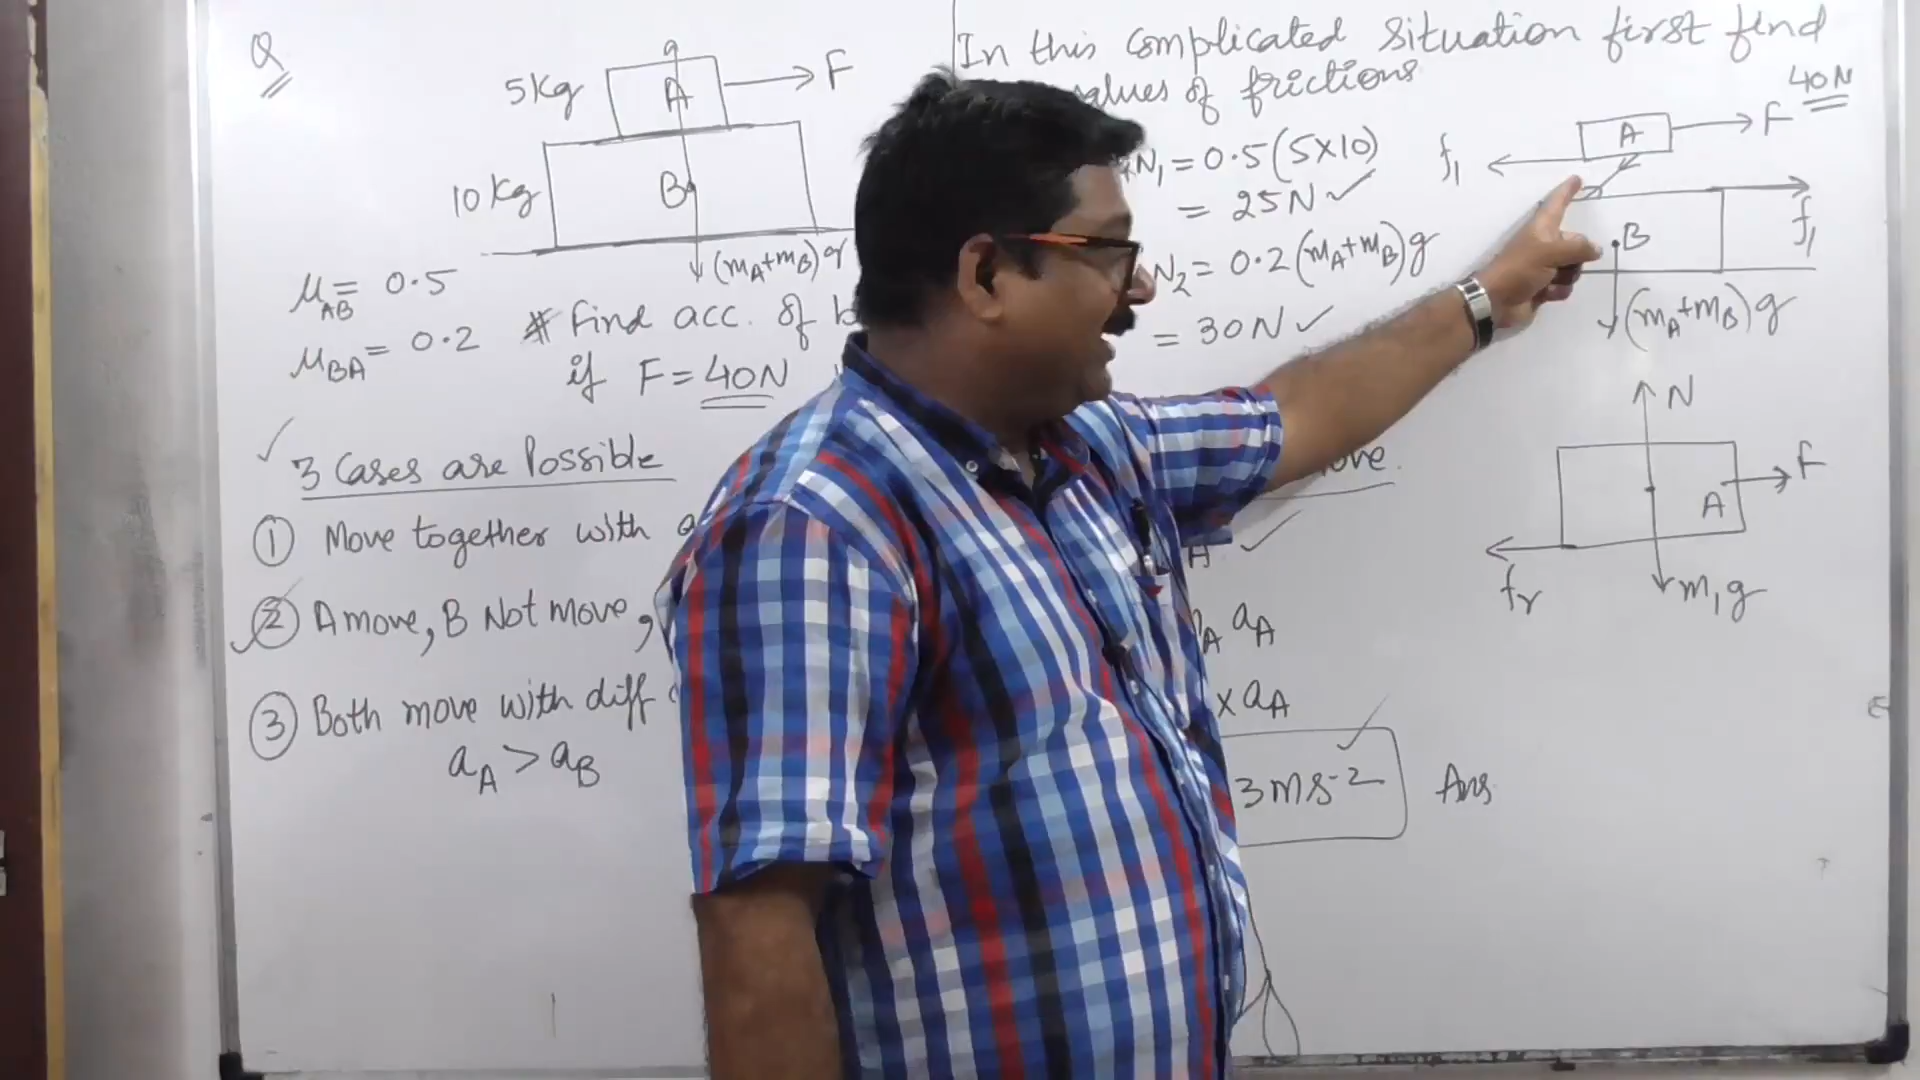 Q
5kg
g
A
F
10kg
B
(mA+mB)g
μAB = 0.5
μBA = 0.2
# Find acc. of
if F = 40N
3 Cases are Possible
① Move together with
② A move, B Not move,
③ Both move with diff
aA > aB
In this complicated situation first find
values of frictions
N1 = 0.5(5×10)
= 25N ✓
N2 = 0.2(mA+mB)g
= 30N ✓
move.
A ✓
A aA
× aA
3ms-2
Ans
40N
f1
A
F
f1
B
(mA+mB)g
N
F
A
fr
m1g